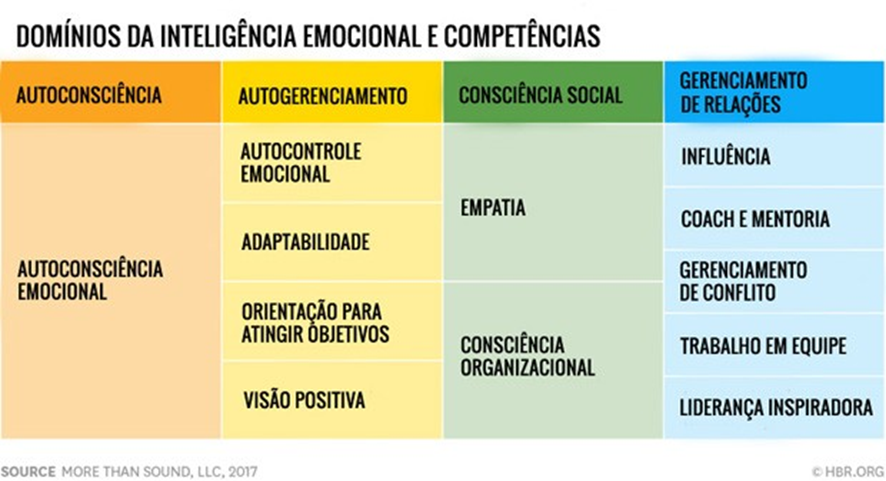 DOMÍNIOS DA INTELIGÊNCIA EMOCIONAL E COMPETÊNCIAS
AUTOCONSCIÊNCIA
AUTOGERENCIAMENTO
CONSCIÊNCIA SOCIAL
GERENCIAMENTO
DE RELAÇÕES
AUTOCONSCIÊNCIA
EMOCIONAL
AUTOCONTROLE
EMOCIONAL
ADAPTABILIDADE
ORIENTAÇÃO PARA
ATINGIR OBJETIVOS
VISÃO POSITIVA
EMPATIA
CONSCIÊNCIA
ORGANIZACIONAL
INFLUÊNCIA
COACH E MENTORIA
GERENCIAMENTO
DE CONFLITO
TRABALHO EM EQUIPE
LIDERANÇA INSPIRADORA
SOURCE MORE THAN SOUND, LLC, 2017
© HBR.ORG